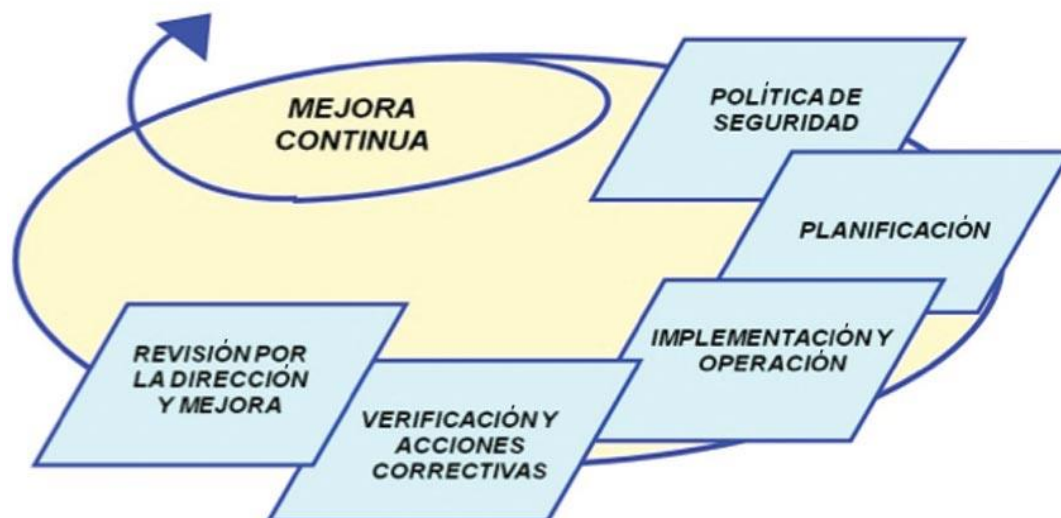 MEJORA
CONTINUA
POLÍTICA DE
SEGURIDAD
PLANIFICACIÓN
IMPLEMENTACIÓN Y
OPERACIÓN
VERIFICACIÓN Y
ACCIONES
CORRECTIVAS
REVISIÓN POR
LA DIRECCIÓN
Y MEJORA